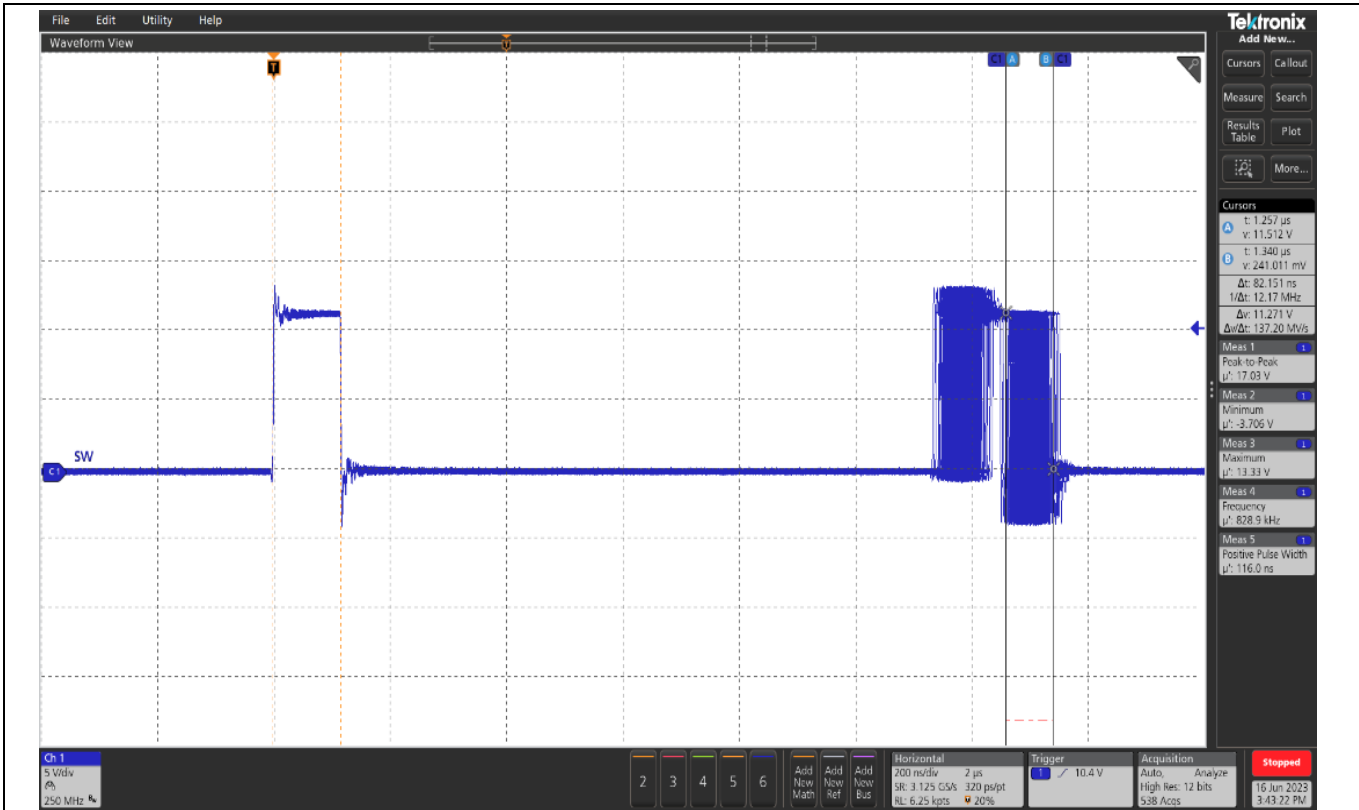 File Edit Utility Help
Tektronix
Waveform View
Add New...
T
T
C1 A B C1
Cursors Callout
Measure Search
Results Table Plot
More...
Cursors
A t: 1.257 µs
v: 11.512 V
B t: 1.340 µs
v: 241.011 mV
Δt: 82.151 ns
1/Δt: 12.17 MHz
Δv: 11.271 V
Δv/Δt: 137.20 MV/s
Meas 1 1
Peak-to-Peak
µ': 17.03 V
Meas 2 1
Minimum
µ': -3.706 V
Meas 3 1
Maximum
µ': 13.33 V
Meas 4 1
Frequency
µ': 828.9 kHz
Meas 5 1
Positive Pulse Width
µ': 116.0 ns
SW
C1
Ch 1
5 V/div
250 MHz Bw
2 3 4 5 6
Add New Math
Add New Ref
Add New Bus
Horizontal
200 ns/div 2 µs
SR: 3.125 GS/s 320 ps/pt
RL: 6.25 kpts 20%
Trigger
1 10.4 V
Acquisition
Auto, Analyze
High Res: 12 bits
538 Acqs
Stopped
16 Jun 2023
3:43:22 PM